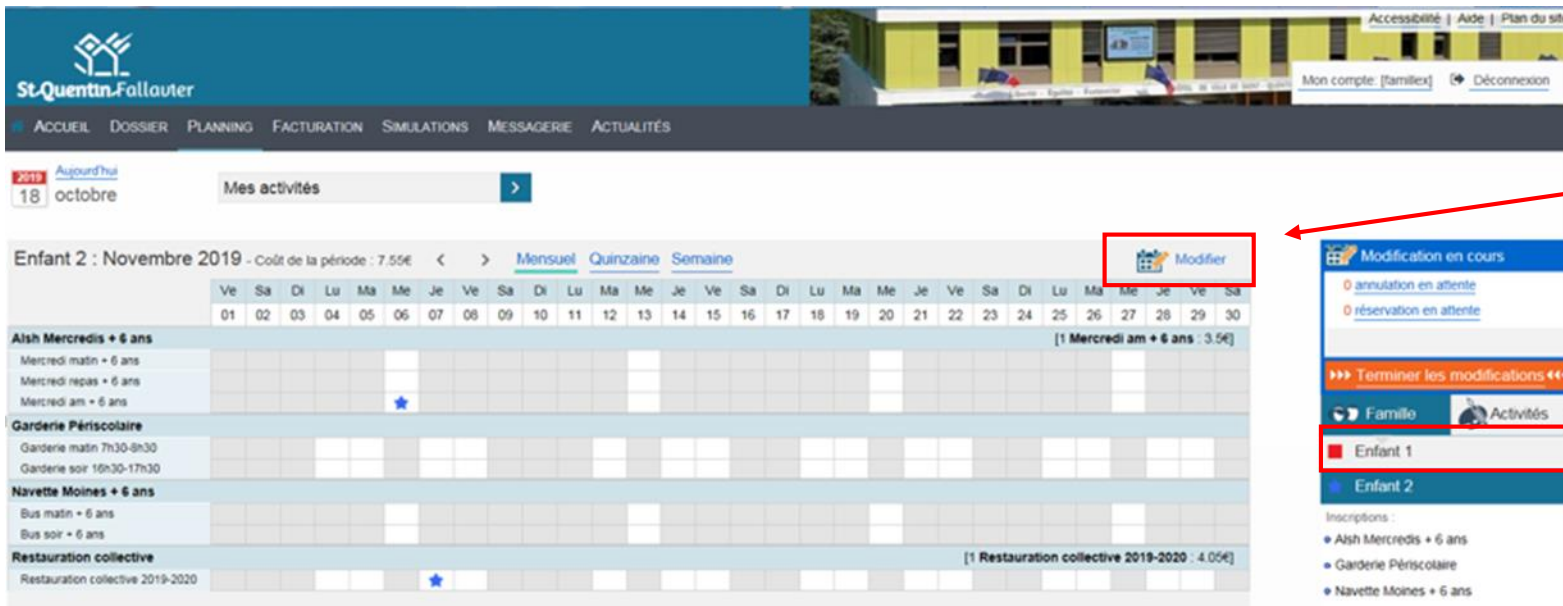 Accessibilité | Aide | Plan du site
St-Quentin-Fallavier
Mon compte: [famillex] Déconnexion
ACCUEIL DOSSIER PLANNING FACTURATION SIMULATIONS MESSAGERIE ACTUALITÉS
2019
18 octobre
Aujourd'hui
Mes activités
Enfant 2 : Novembre 2019 - Coût de la période : 7.55€ < > Mensuel Quinzaine Semaine Modifier
Ve Sa Di Lu Ma Me Je Ve Sa Di Lu Ma Me Je Ve Sa Di Lu Ma Me Je Ve Sa Di Lu Ma Me Je Ve Sa
01 02 03 04 05 06 07 08 09 10 11 12 13 14 15 16 17 18 19 20 21 22 23 24 25 26 27 28 29 30
Alsh Mercredis + 6 ans [1 Mercredi am + 6 ans : 3.5€]
Mercredi matin + 6 ans
Mercredi repas + 6 ans
Mercredi am + 6 ans
Garderie Périscolaire
Garderie matin 7h30-8h30
Garderie soir 16h30-17h30
Navette Moines + 6 ans
Bus matin + 6 ans
Bus soir + 6 ans
Restauration collective [1 Restauration collective 2019-2020 : 4.05€]
Restauration collective 2019-2020
Modification en cours
0 annulation en attente
0 réservation en attente
Terminer les modifications
Famille Activités
Enfant 1
Enfant 2
Inscriptions :
Alsh Mercredis + 6 ans
Garderie Périscolaire
Navette Moines + 6 ans